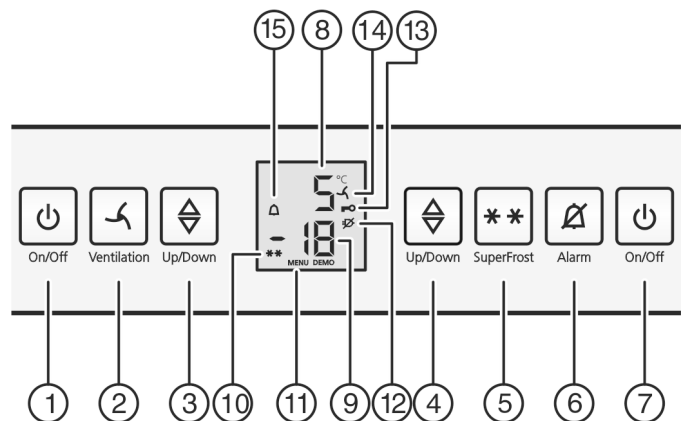 15 8 14 13
5 °C
-18
MENU DEMO
On/Off Ventilation Up/Down Up/Down SuperFrost Alarm On/Off
1 2 3 10 11 9 12 4 5 6 7